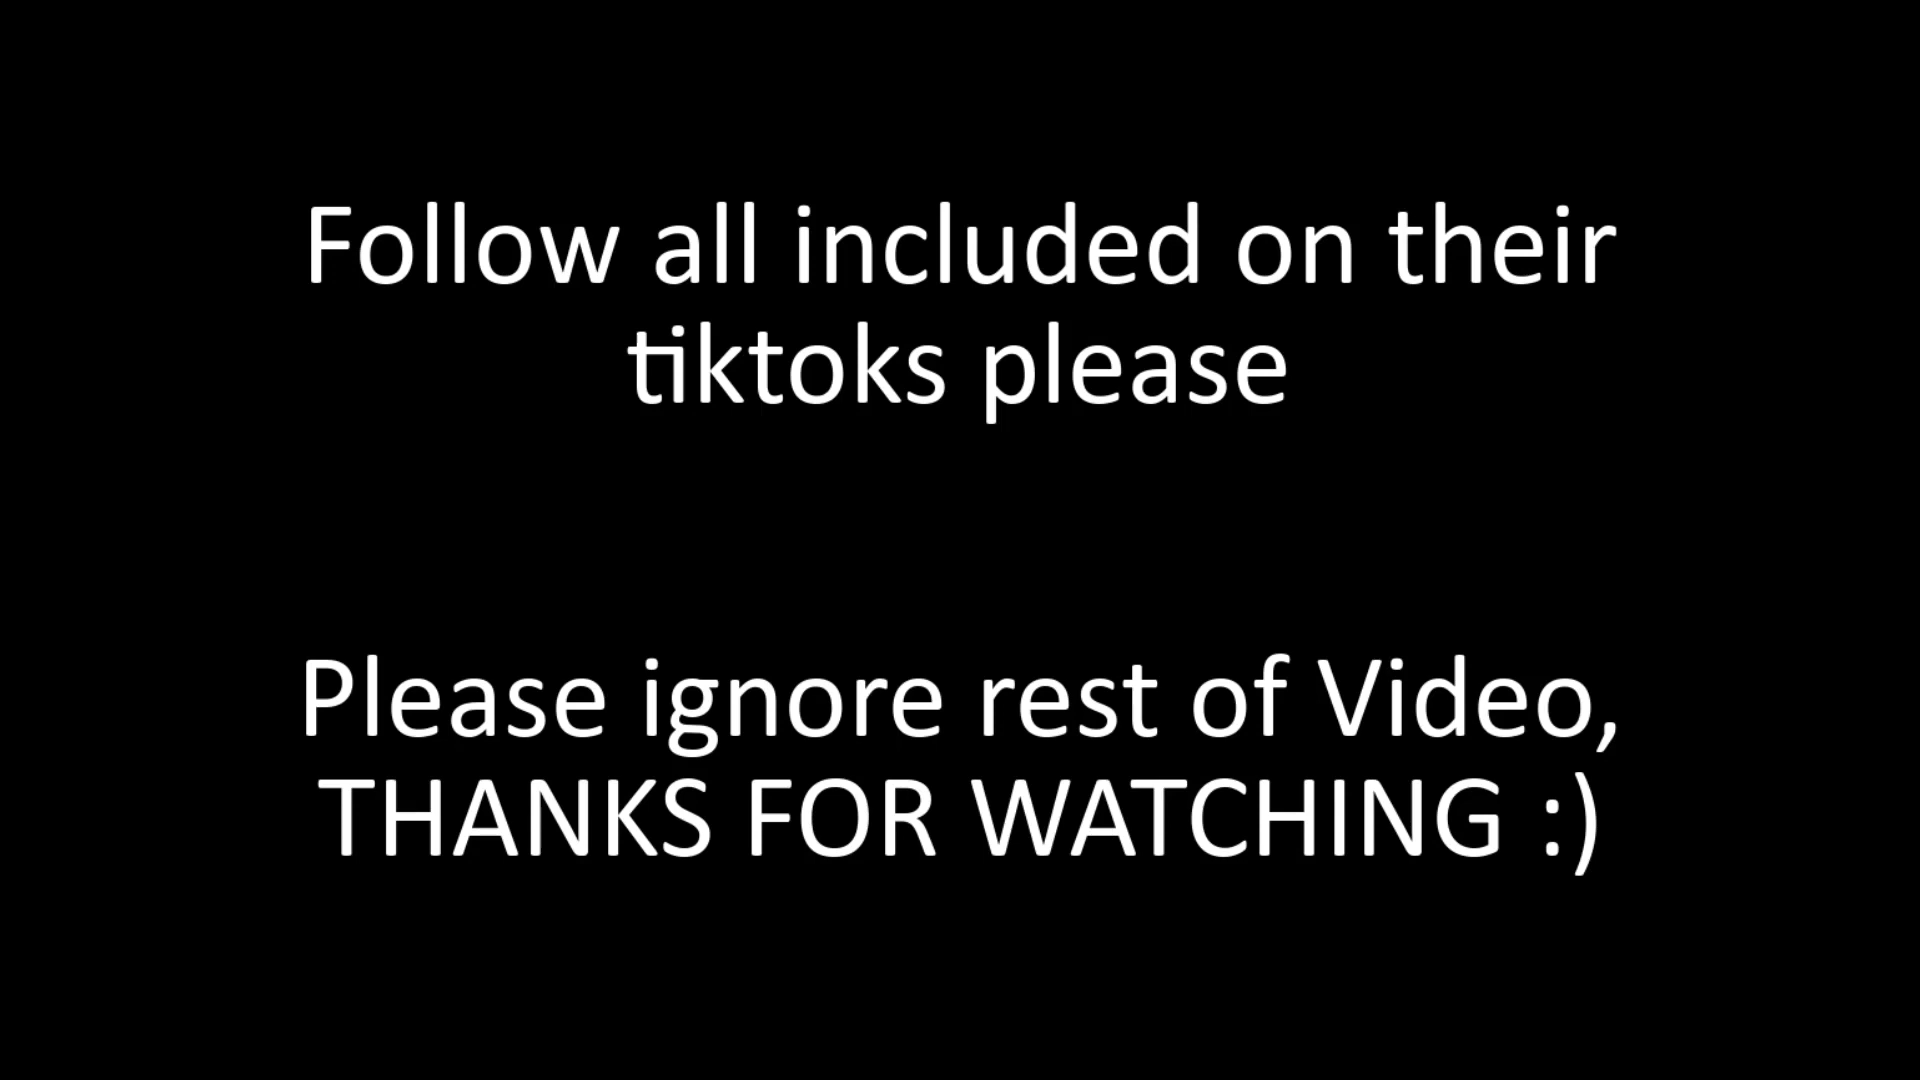 Follow all included on their
tiktoks please
Please ignore rest of Video,
THANKS FOR WATCHING :)